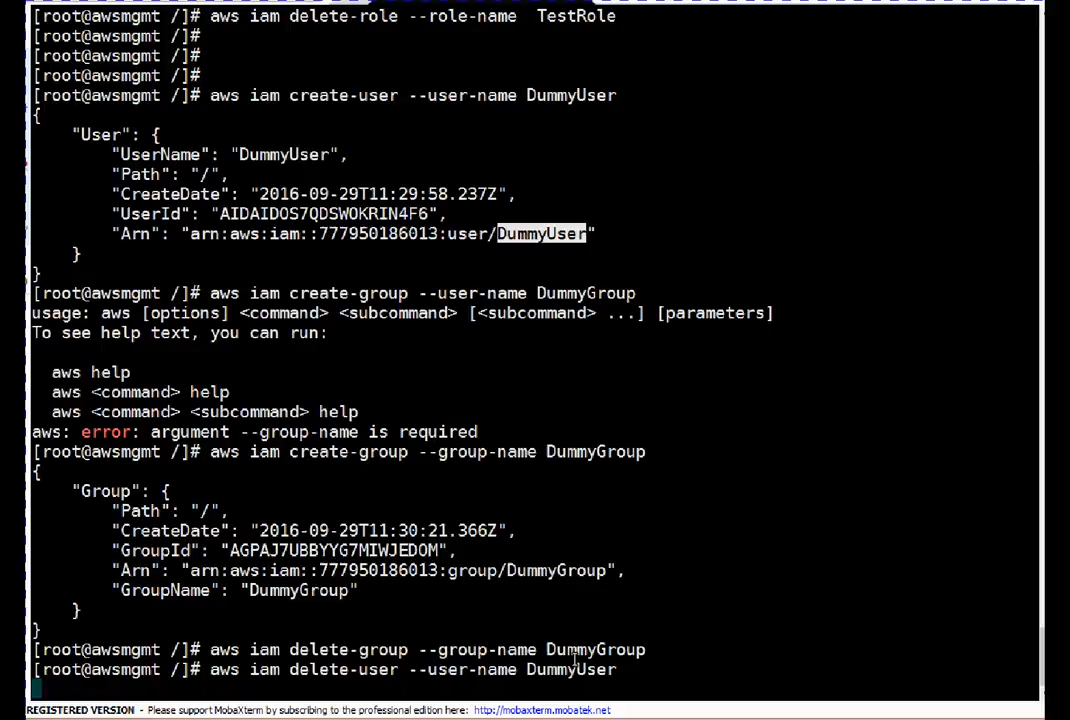 [root@awsmgmt /]# aws iam delete-role --role-name  TestRole
[root@awsmgmt /]#
[root@awsmgmt /]#
[root@awsmgmt /]#
[root@awsmgmt /]# aws iam create-user --user-name DummyUser
{
    "User": {
        "UserName": "DummyUser",
        "Path": "/",
        "CreateDate": "2016-09-29T11:29:58.237Z",
        "UserId": "AIDAIDOS7QDSWOKRIN4F6",
        "Arn": "arn:aws:iam::777950186013:user/DummyUser"
    }
}
[root@awsmgmt /]# aws iam create-group --user-name DummyGroup
usage: aws [options] <command> <subcommand> [<subcommand> ...] [parameters]
To see help text, you can run:

  aws help
  aws <command> help
  aws <command> <subcommand> help
aws: error: argument --group-name is required
[root@awsmgmt /]# aws iam create-group --group-name DummyGroup
{
    "Group": {
        "Path": "/",
        "CreateDate": "2016-09-29T11:30:21.366Z",
        "GroupId": "AGPAJ7UBBYYG7MIWJEDOM",
        "Arn": "arn:aws:iam::777950186013:group/DummyGroup",
        "GroupName": "DummyGroup"
    }
}
[root@awsmgmt /]# aws iam delete-group --group-name DummyGroup
[root@awsmgmt /]# aws iam delete-user --user-name DummyUser
REGISTERED VERSION - Please support MobaXterm by subscribing to the professional edition here: http://mobaxterm.mobatek.net